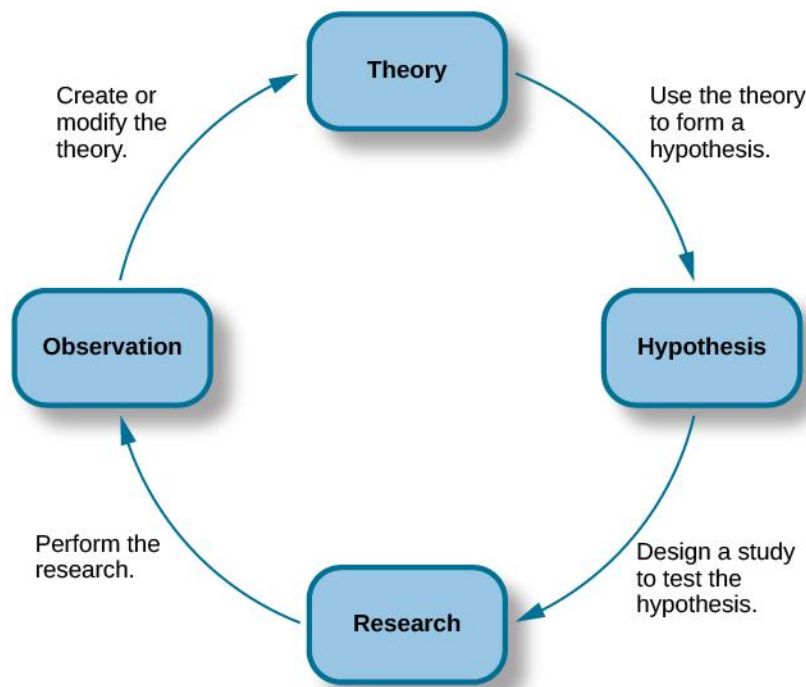 Theory
Use the theory
to form a
hypothesis.
Hypothesis
Design a study
to test the
hypothesis.
Research
Perform the
research.
Observation
Create or
modify the
theory.